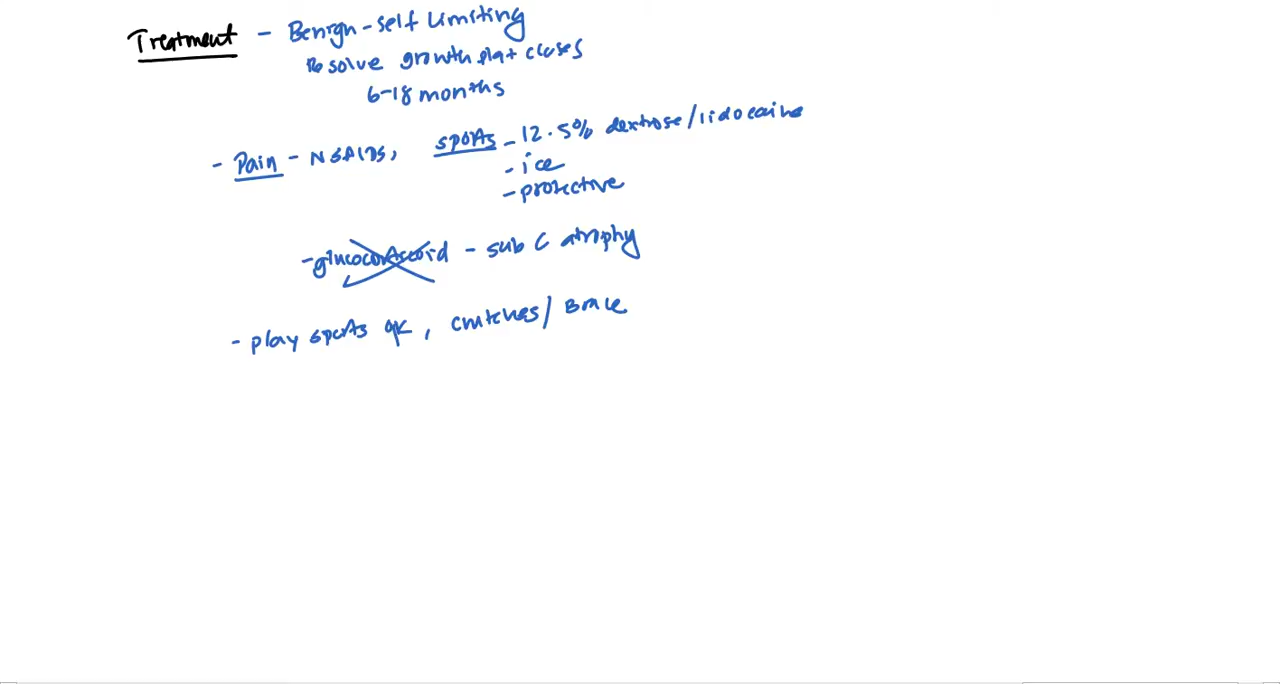 Treatment - Benign - self Limiting
Resolve growth plat closes
6-18 months
- Pain - NSAIDs, sports - 12.5% dextrose/lidocaine
- ice
- protective
- glucocorticoid - sub C atrophy
- play sports ok, crutches/Brace